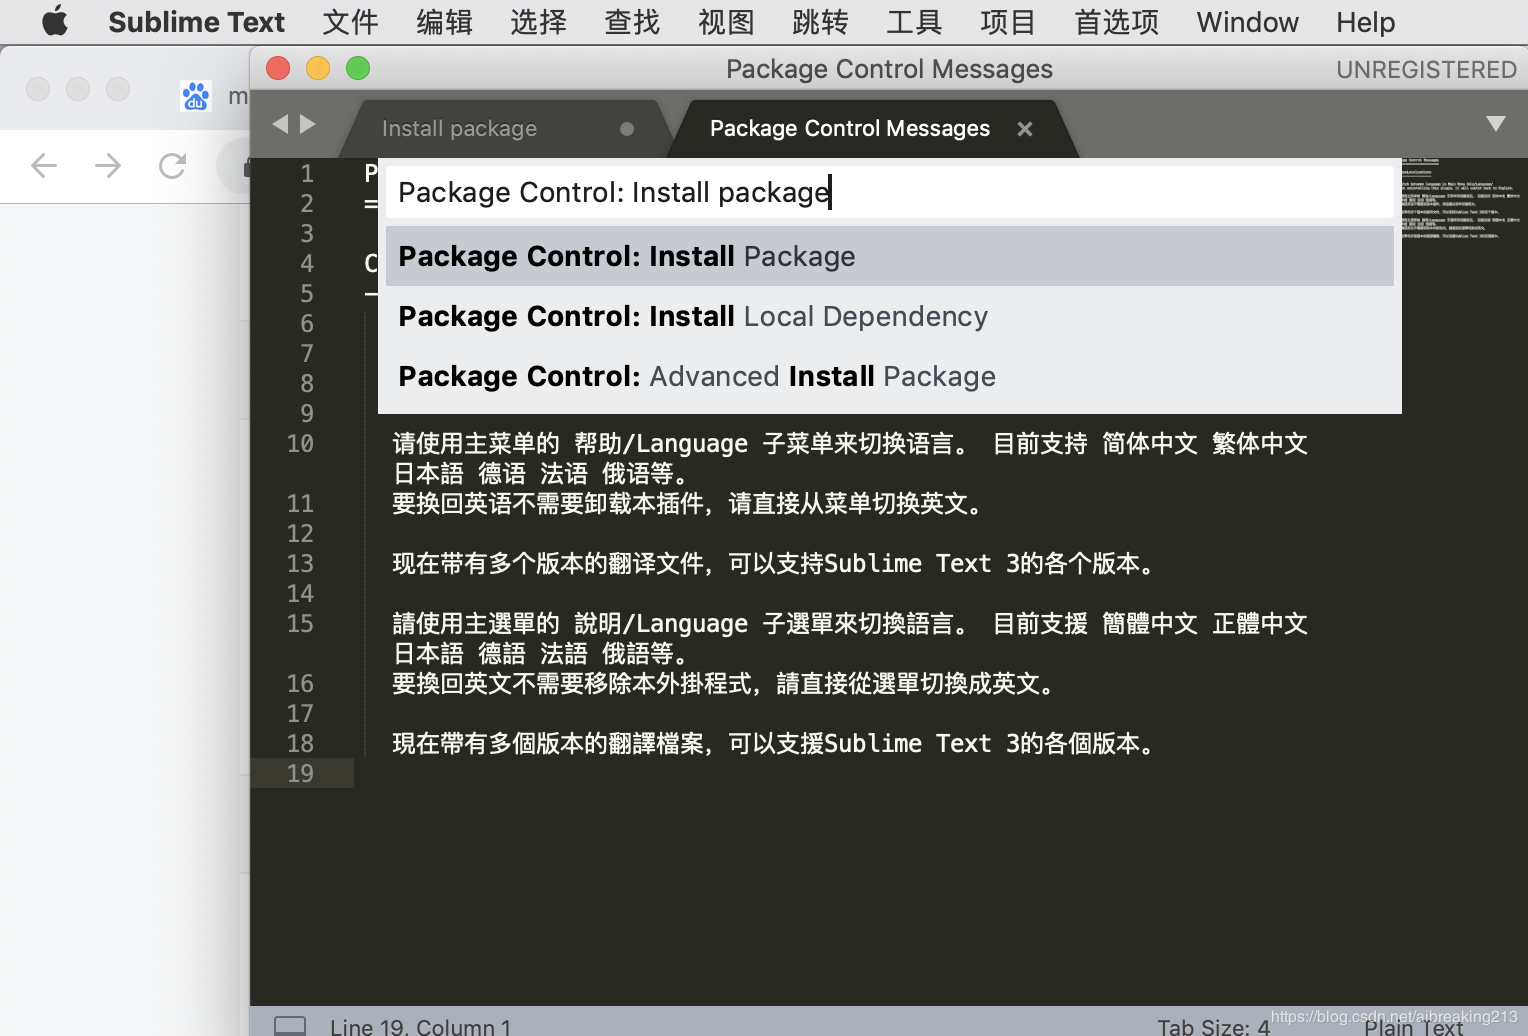 Sublime Text 文件 编辑 选择 查找 视图 跳转 工具 项目 首选项 Window Help
Package Control Messages UNREGISTERED
du m
Install package Package Control Messages
Package Control: Install package
Package Control: Install Package
Package Control: Install Local Dependency
Package Control: Advanced Install Package
1 P
2 =
3
4 C
5
6
7
8
9
10 请使用主菜单的 帮助/Language 子菜单来切换语言。 目前支持 简体中文 繁体中文
日本語 德语 法语 俄语等。
11 要换回英语不需要卸载本插件，请直接从菜单切换英文。
12
13 现在带有多个版本的翻译文件，可以支持Sublime Text 3的各个版本。
14
15 請使用主選單的 說明/Language 子選單來切換語言。 目前支援 簡體中文 正體中文
日本語 德語 法語 俄語等。
16 要換回英文不需要移除本外掛程式，請直接從選單切換成英文。
17
18 現在帶有多個版本的翻譯檔案，可以支援Sublime Text 3的各個版本。
19
Line 19, Column 1 Tab Size: 4 Plain Text
https://blog.csdn.net/aibreaking213